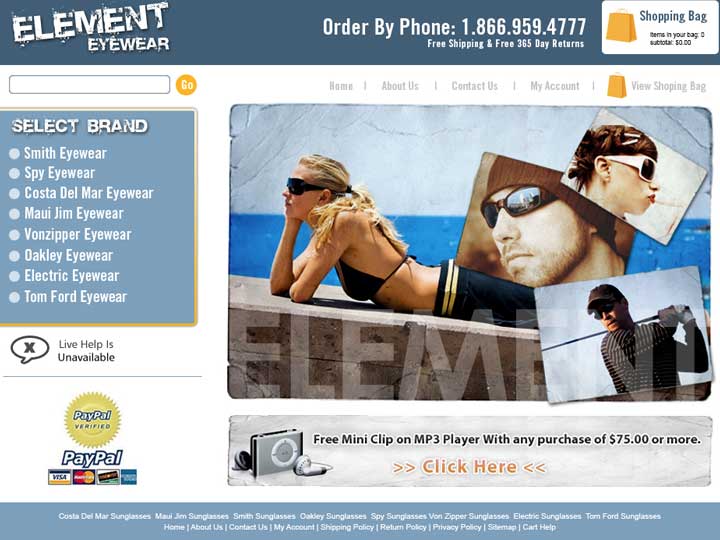 ELEMENT
EYEWEAR
Order By Phone: 1.866.959.4777
Free Shipping & Free 365 Day Returns
Shopping Bag
Items in your bag: 0
subtotal: $0.00
Go
Home | About Us | Contact Us | My Account | View Shoping Bag
SELECT BRAND
Smith Eyewear
Spy Eyewear
Costa Del Mar Eyewear
Maui Jim Eyewear
Vonzipper Eyewear
Oakley Eyewear
Electric Eyewear
Tom Ford Eyewear
ELEMENT
X
Live Help Is
Unavailable
PayPal
VERIFIED
PayPal
VISA
Free Mini Clip on MP3 Player With any purchase of $75.00 or more.
>> Click Here <<
Costa Del Mar Sunglasses Maui Jim Sunglasses Smith Sunglasses Oakley Sunglasses Spy Sunglasses Von Zipper Sunglasses Electric Sunglasses Tom Ford Sunglasses
Home | About Us | Contact Us | My Account | Shipping Policy | Return Policy | Privacy Policy | Sitemap | Cart Help